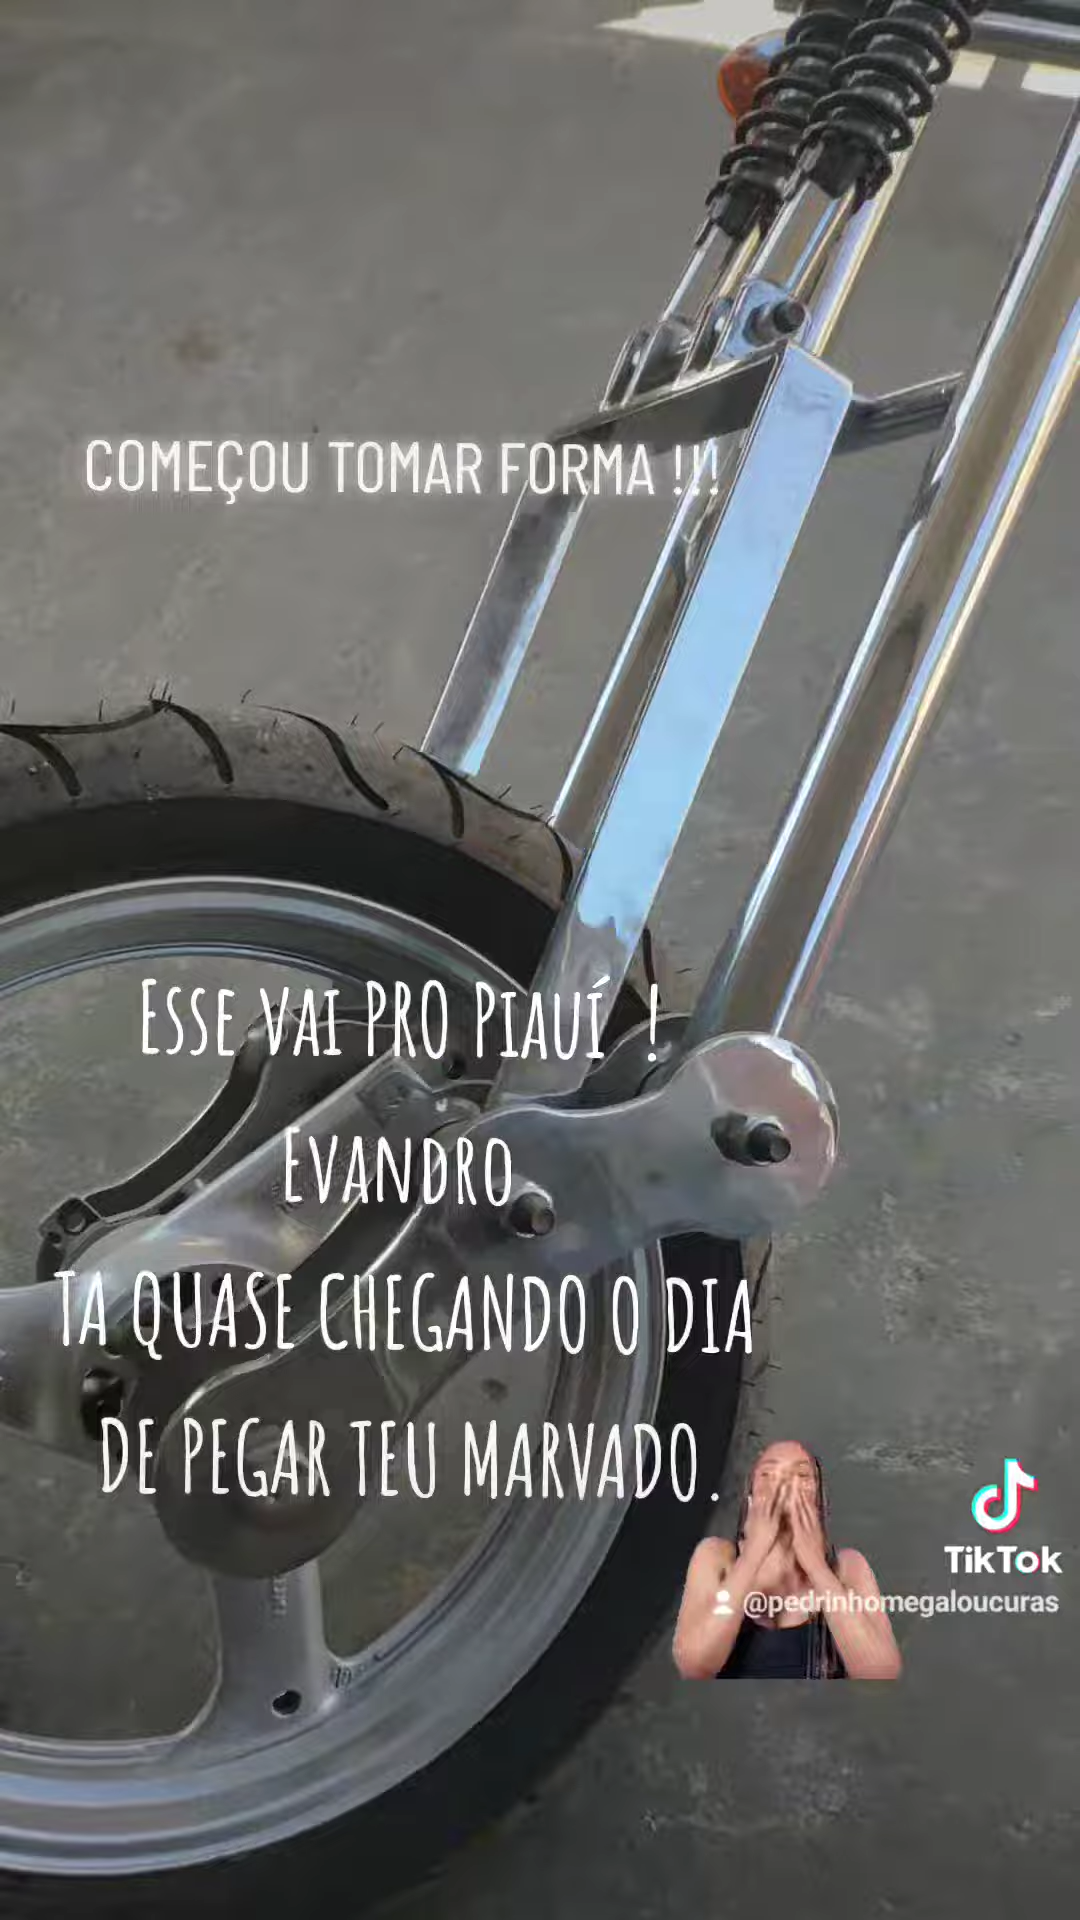 COMEÇOU TOMAR FORMA !!!
ESSE VAI PRO PIAUÍ !
EVANDRO
TA QUASE CHEGANDO O DIA
DE PEGAR TEU MARVADO.
TikTok
@pedrinhomegaloucuras